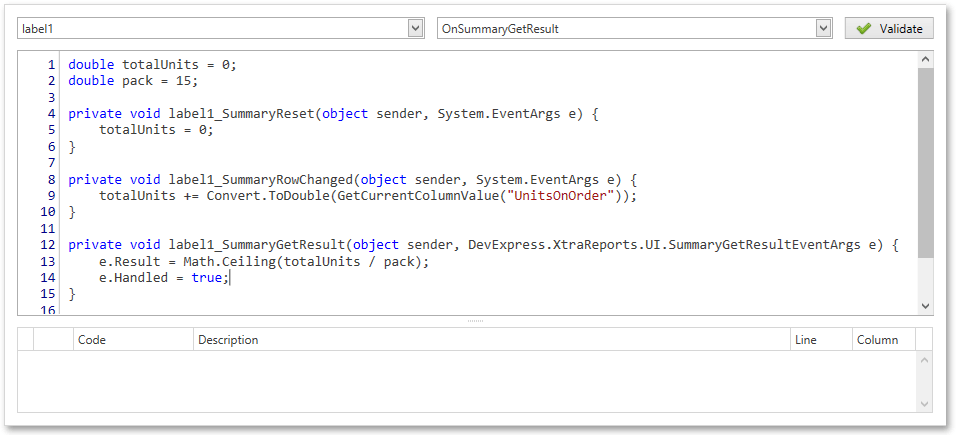 label1 OnSummaryGetResult Validate
1 double totalUnits = 0;
2 double pack = 15;
3
4 private void label1_SummaryReset(object sender, System.EventArgs e) {
5     totalUnits = 0;
6 }
7
8 private void label1_SummaryRowChanged(object sender, System.EventArgs e) {
9     totalUnits += Convert.ToDouble(GetCurrentColumnValue("UnitsOnOrder"));
10 }
11
12 private void label1_SummaryGetResult(object sender, DevExpress.XtraReports.UI.SummaryGetResultEventArgs e) {
13     e.Result = Math.Ceiling(totalUnits / pack);
14     e.Handled = true;
15 }
16
Code Description Line Column